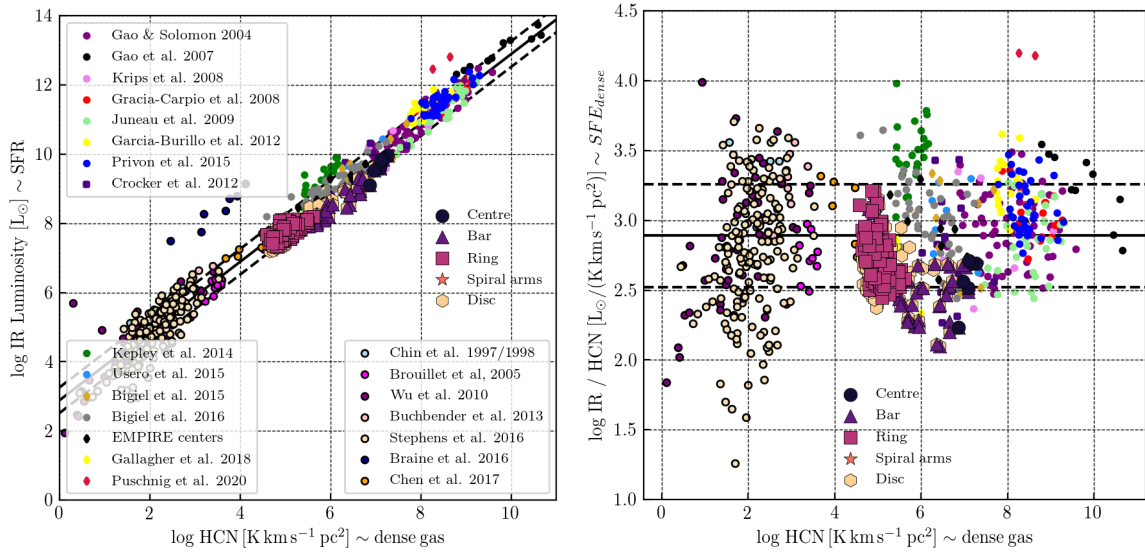 14
12
10
8
6
4
2
0
0
2
4
6
8
10
log IR Luminosity [L⊙] ∼ SFR
log HCN [K km s⁻¹ pc²] ∼ dense gas
Gao & Solomon 2004
Gao et al. 2007
Krips et al. 2008
Gracia-Carpio et al. 2008
Juneau et al. 2009
Garcia-Burillo et al. 2012
Privon et al. 2015
Crocker et al. 2012
Centre
Bar
Ring
Spiral arms
Disc
Kepley et al. 2014
Usero et al. 2015
Bigiel et al. 2015
Bigiel et al. 2016
EMPIRE centers
Gallagher et al. 2018
Puschnig et al. 2020
Chin et al. 1997/1998
Brouillet et al, 2005
Wu et al. 2010
Buchbender et al. 2013
Stephens et al. 2016
Braine et al. 2016
Chen et al. 2017
4.5
4.0
3.5
3.0
2.5
2.0
1.5
1.0
0
2
4
6
8
10
log IR / HCN [L⊙/(K km s⁻¹ pc²)] ∼ SFE_dense
log HCN [K km s⁻¹ pc²] ∼ dense gas
Centre
Bar
Ring
Spiral arms
Disc